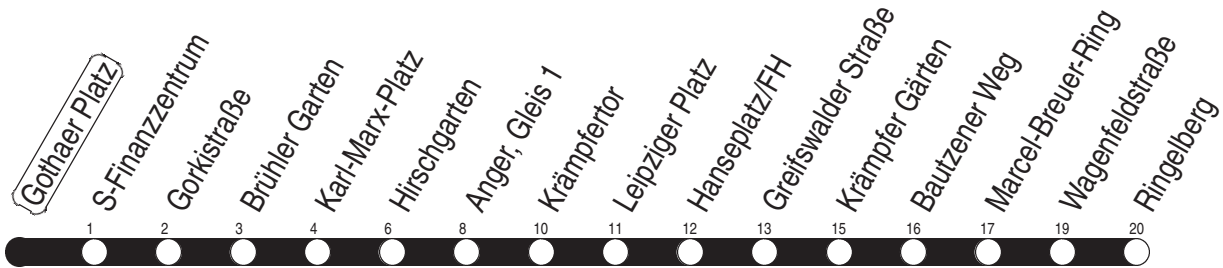 Gothaer Platz
S-Finanzzentrum
Gorkistraße
Brühler Garten
Karl-Marx-Platz
Hirschgarten
Anger, Gleis 1
Krämpfertor
Leipziger Platz
Hanseplatz/FH
Greifswalder Straße
Krämpfer Gärten
Bautzener Weg
Marcel-Breuer-Ring
Wagenfeldstraße
Ringelberg
1 2 3 4 6 8 10 11 12 13 15 16 17 19 20